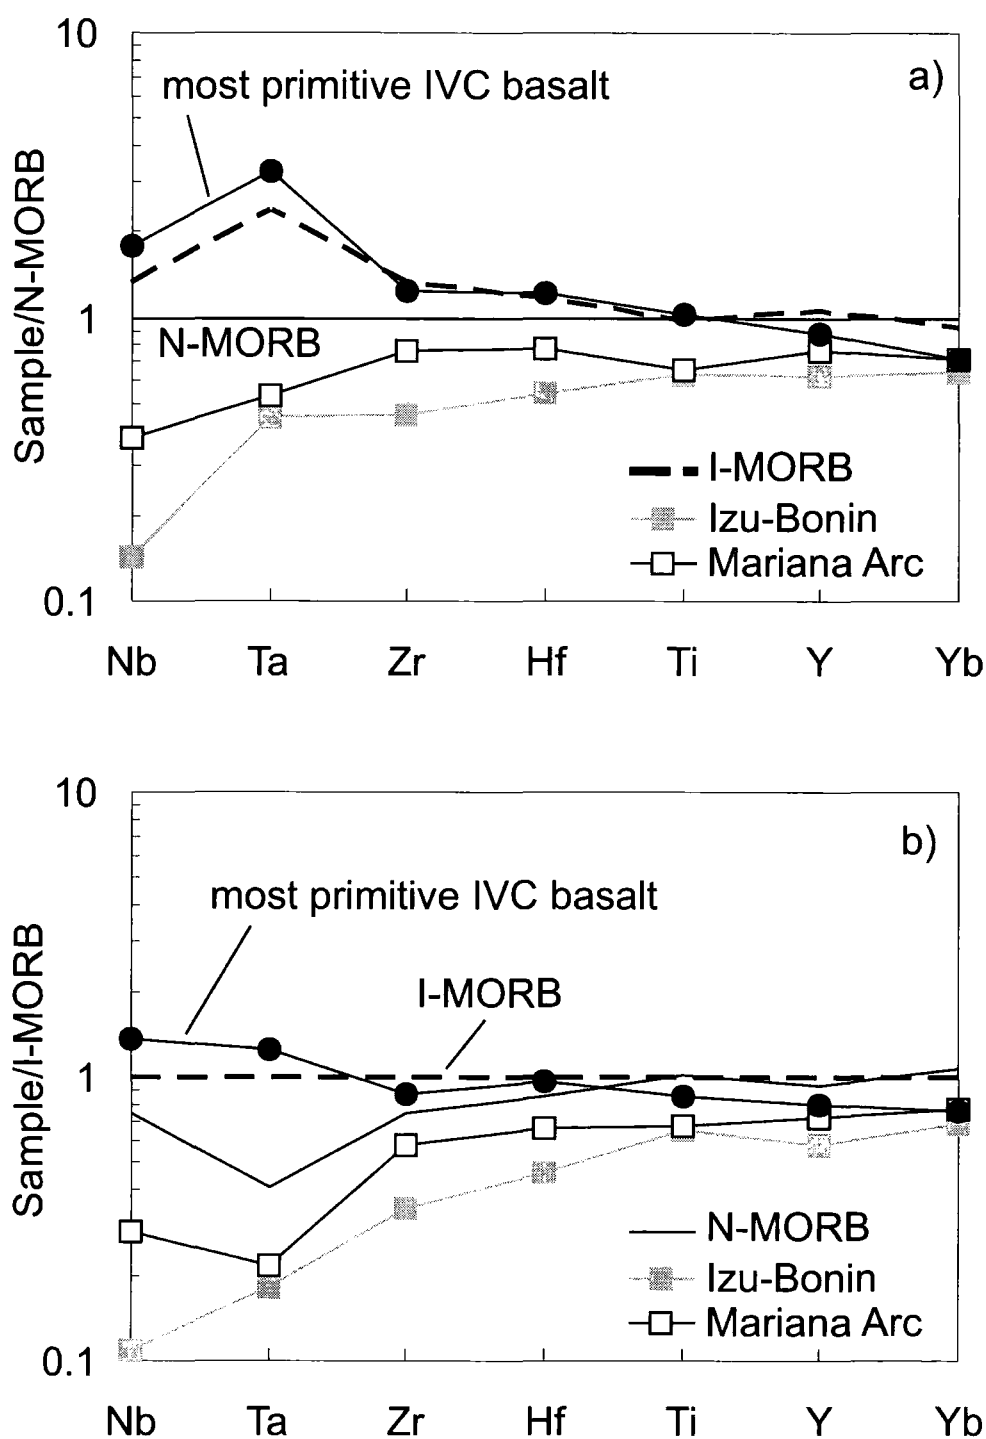 10
a)
most primitive IVC basalt
Sample/N-MORB
1
N-MORB
I-MORB
Izu-Bonin
Mariana Arc
0.1
Nb Ta Zr Hf Ti Y Yb
10
b)
most primitive IVC basalt
Sample/I-MORB
I-MORB
1
N-MORB
Izu-Bonin
Mariana Arc
0.1
Nb Ta Zr Hf Ti Y Yb